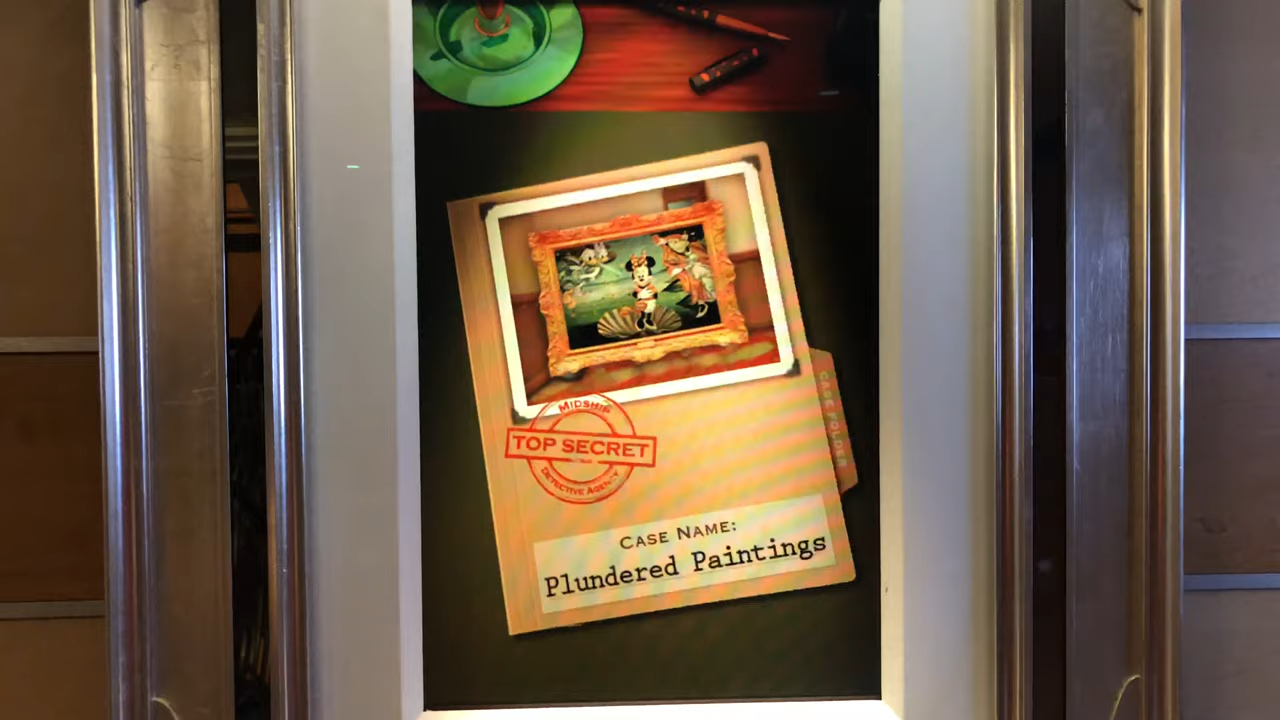 MIDSHIP
TOP SECRET
DETECTIVE AGENCY
CASE FOLDER
CASE NAME:
Plundered Paintings